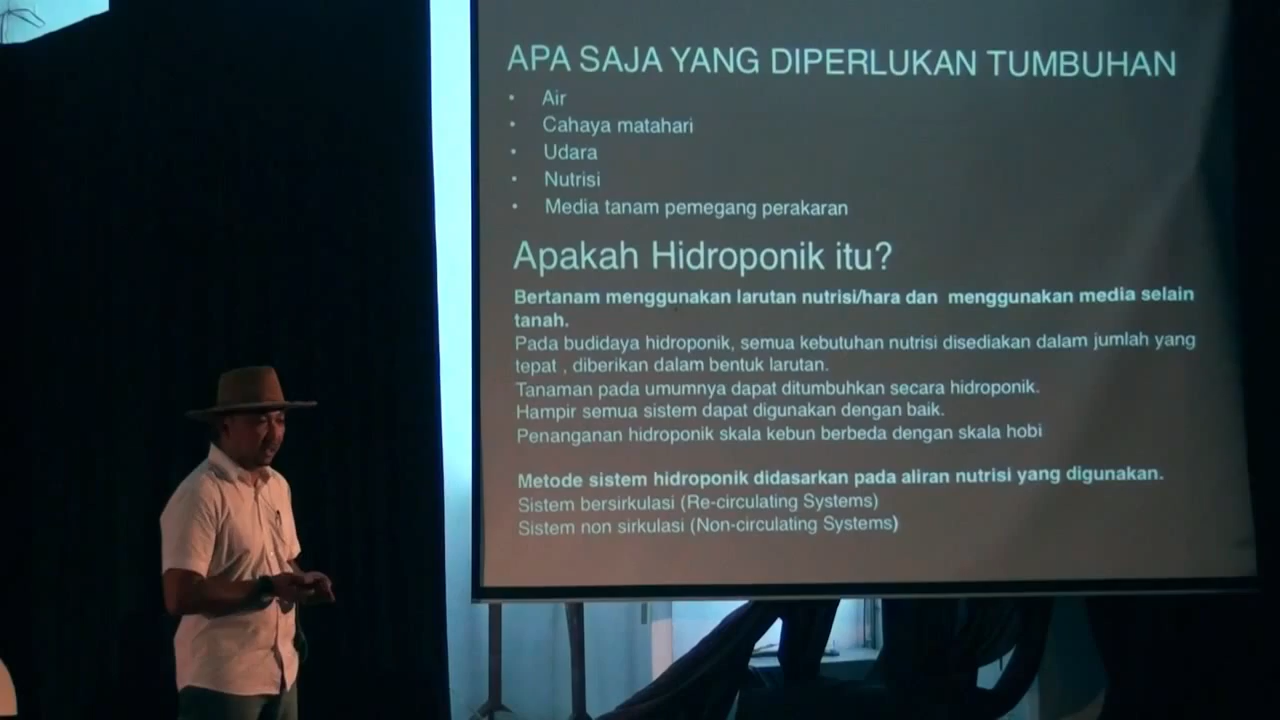 APA SAJA YANG DIPERLUKAN TUMBUHAN
• Air
• Cahaya matahari
• Udara
• Nutrisi
• Media tanam pemegang perakaran
Apakah Hidroponik itu?
Bertanam menggunakan larutan nutrisi/hara dan menggunakan media selain
tanah.
Pada budidaya hidroponik, semua kebutuhan nutrisi disediakan dalam jumlah yang
tepat , diberikan dalam bentuk larutan.
Tanaman pada umumnya dapat ditumbuhkan secara hidroponik.
Hampir semua sistem dapat digunakan dengan baik.
Penanganan hidroponik skala kebun berbeda dengan skala hobi
Metode sistem hidroponik didasarkan pada aliran nutrisi yang digunakan.
Sistem bersirkulasi (Re-circulating Systems)
Sistem non sirkulasi (Non-circulating Systems)